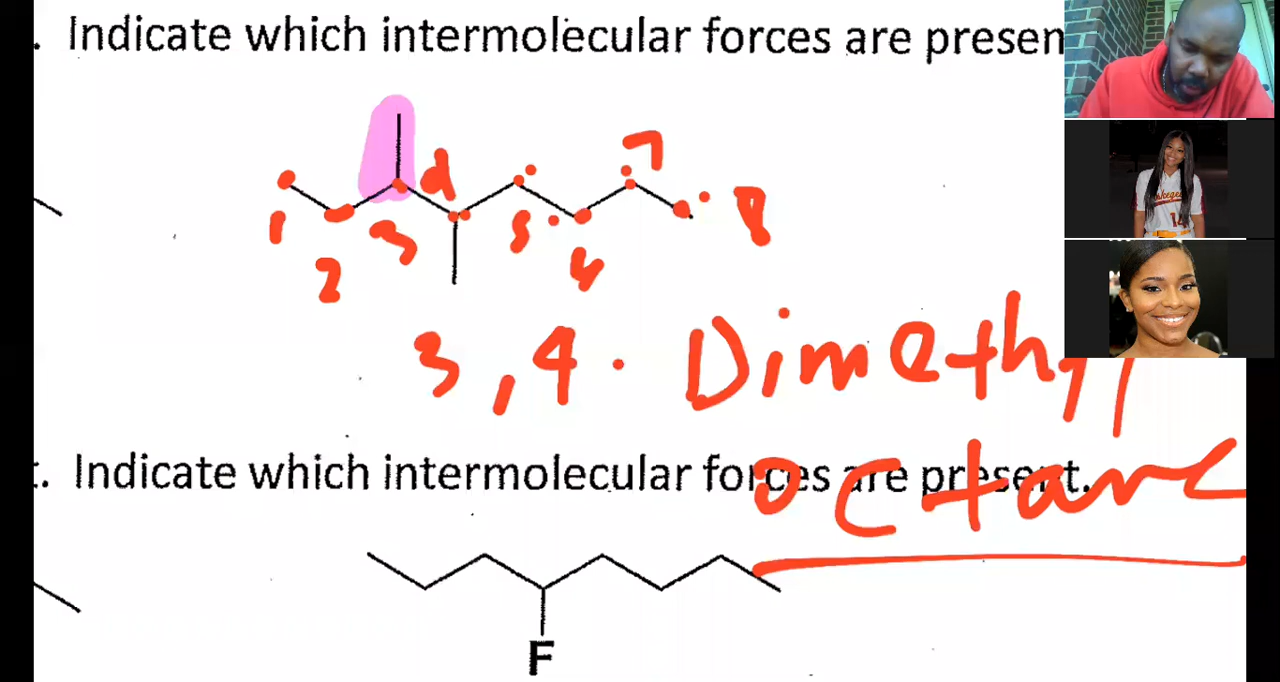 . Indicate which intermolecular forces are presen
7
d
1 3 5 8
2 4
3,4. Dimethyl
octane
. Indicate which intermolecular forces are present.
F